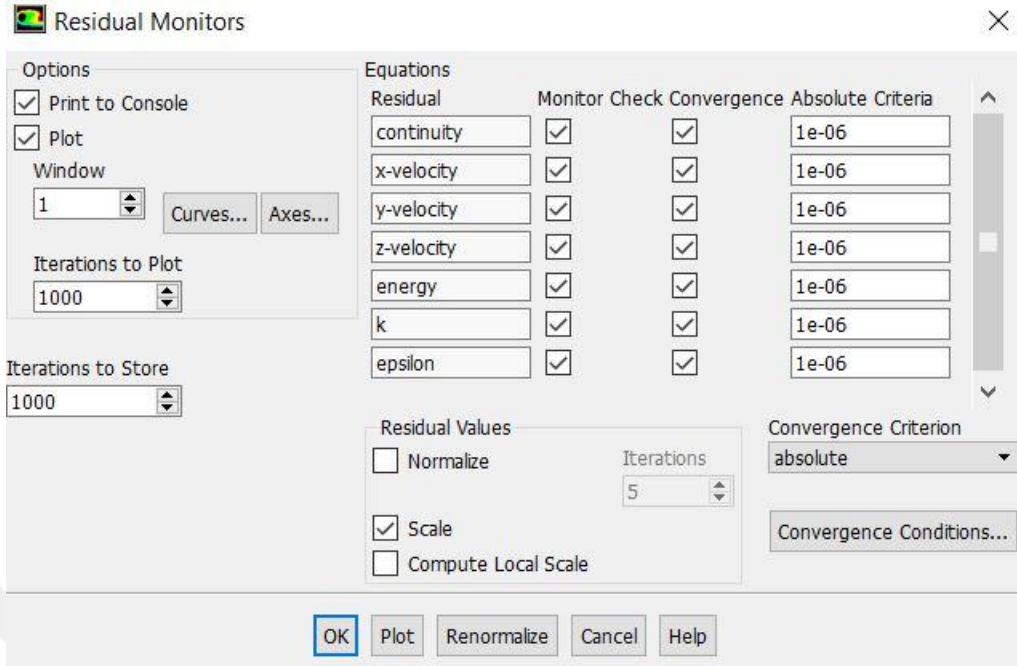 Residual Monitors
Options
Print to Console
Plot
Window
1
Curves...
Axes...
Iterations to Plot
1000
Iterations to Store
1000
Equations
Residual Monitor Check Convergence Absolute Criteria
continuity 1e-06
x-velocity 1e-06
y-velocity 1e-06
z-velocity 1e-06
energy 1e-06
k 1e-06
epsilon 1e-06
Residual Values
Normalize
Iterations
5
Scale
Compute Local Scale
Convergence Criterion
absolute
Convergence Conditions...
OK Plot Renormalize Cancel Help